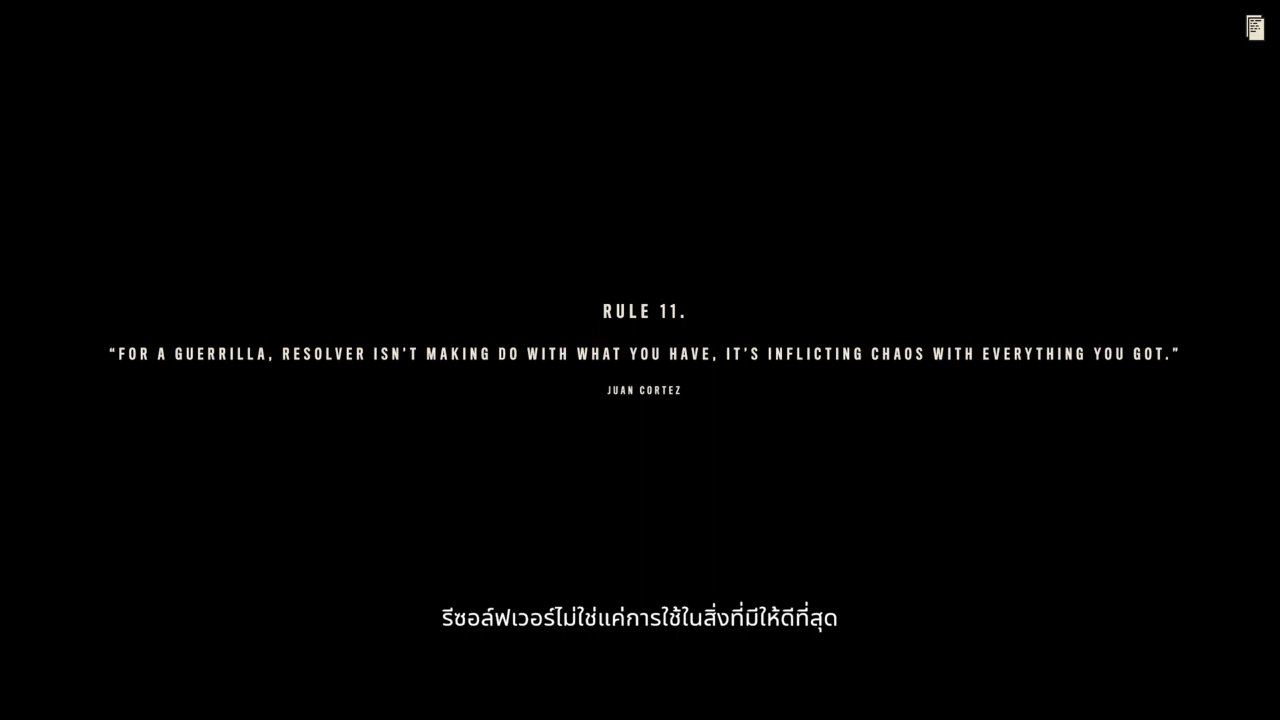 RULE 11.
“FOR A GUERRILLA, RESOLVER ISN’T MAKING DO WITH WHAT YOU HAVE, IT’S INFLICTING CHAOS WITH EVERYTHING YOU GOT.”
JUAN CORTEZ
รีซอล์ฟเวอร์ไม่ใช่แค่การใช้ในสิ่งที่มีให้ดีที่สุด